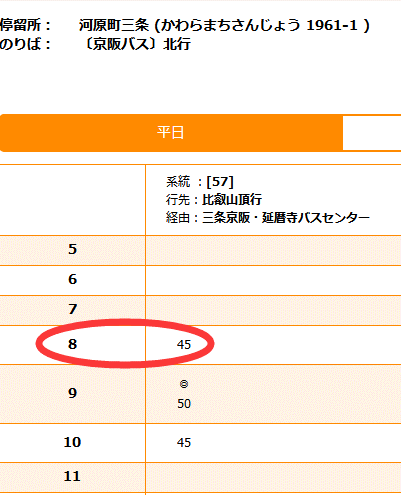 停留所： 河原町三条 (かわらまちさんじょう 1961-1 )
のりば： 〔京阪バス〕北行
平日
系統 ：[57]
行先：比叡山頂行
経由：三条京阪・延暦寺バスセンター
5
6
7
8 45
9 ◎
50
10 45
11